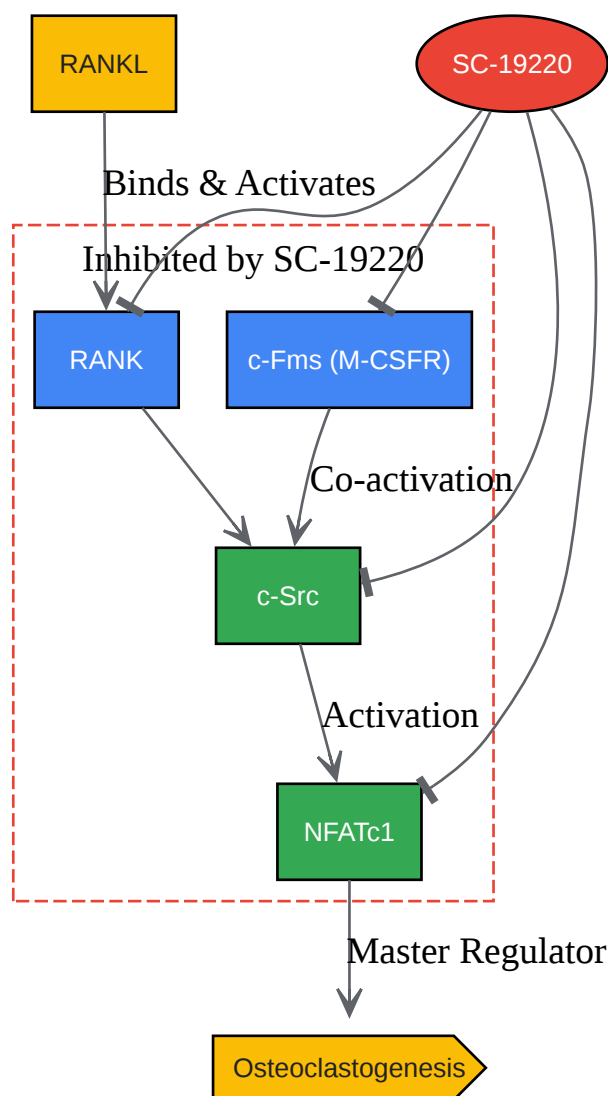 RANKL
SC-19220
Binds & Activates
Inhibited by SC-19220
RANK
c-Fms (M-CSFR)
Co-activation
c-Src
Activation
NFATc1
Master Regulator
Osteoclastogenesis